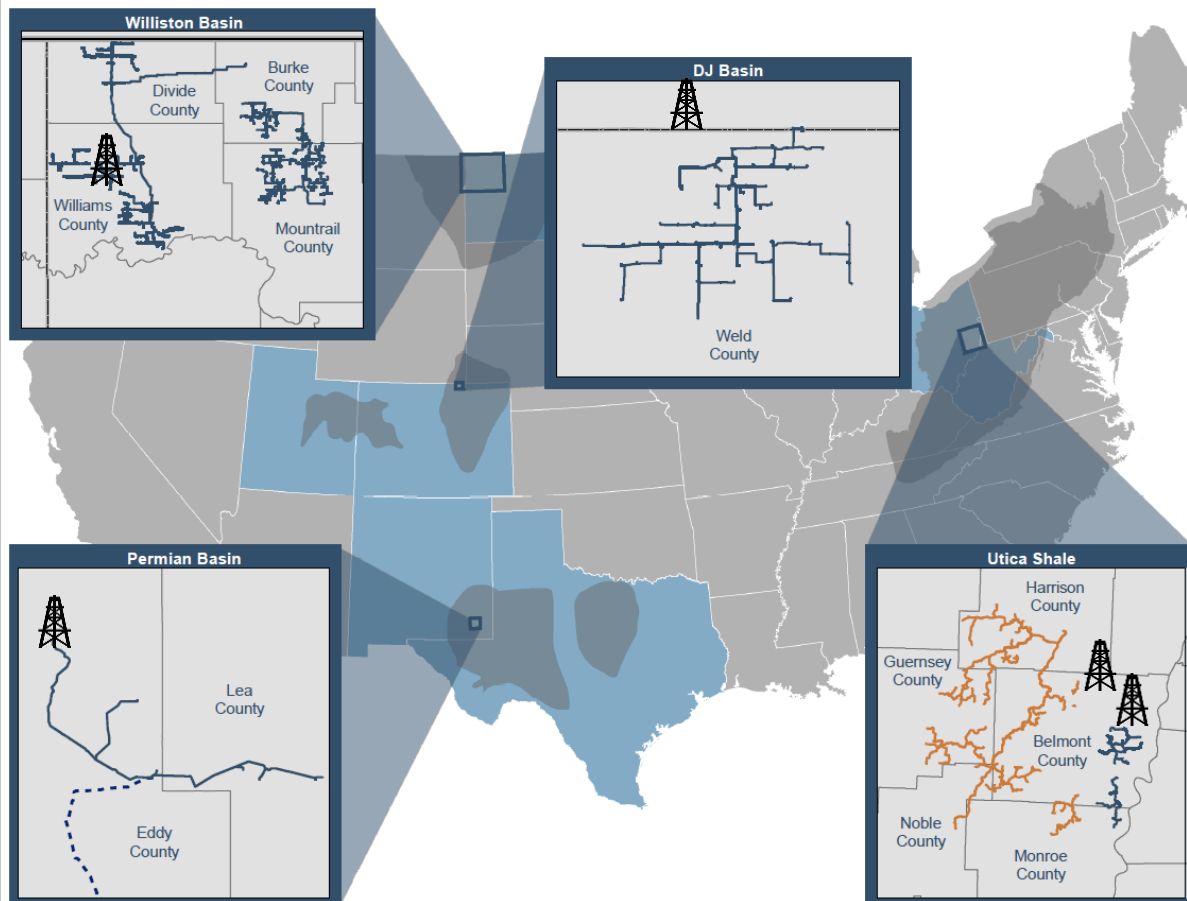 Williston Basin
Burke
County
Divide
County
Williams
County
Mountrail
County
DJ Basin
Weld
County
Permian Basin
Lea
County
Eddy
County
Utica Shale
Harrison
County
Guernsey
County
Belmont
County
Noble
County
Monroe
County